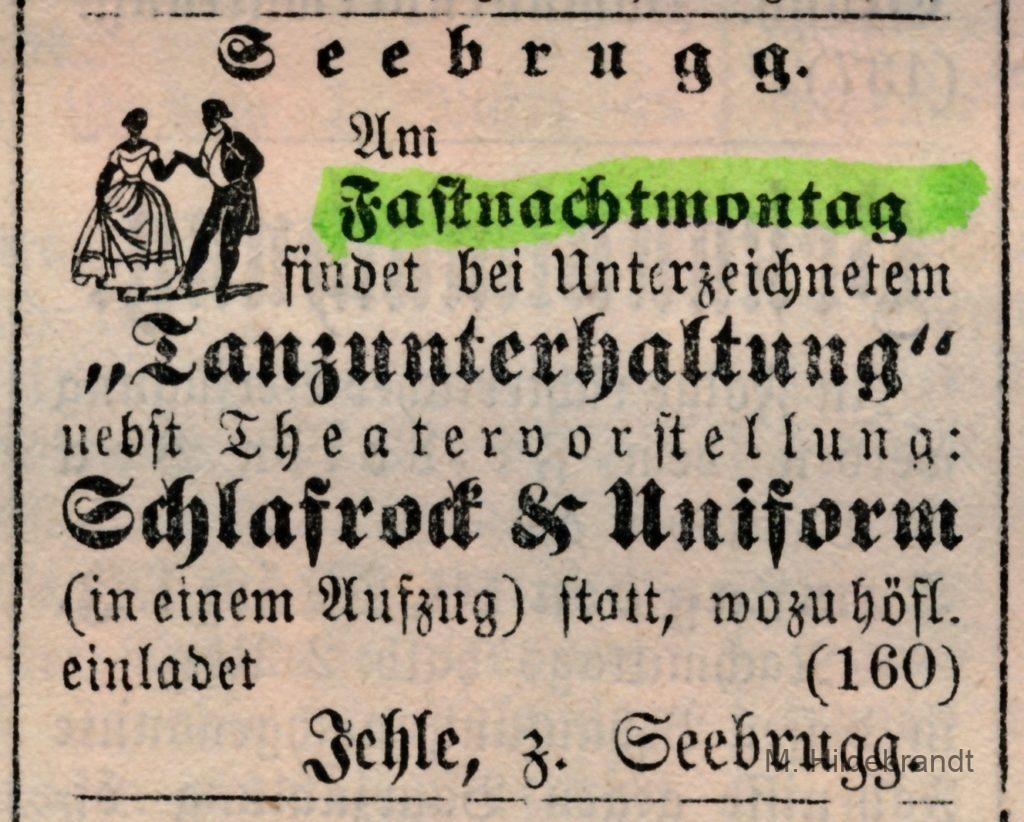 Seebrugg.
Am
Fastnachtmontag
findet bei Unterzeichnetem
„Tanzunterhaltung“
nebst Theatervorstellung:
Schlafrock & Uniform
(in einem Aufzug) statt, wozu höfl.
einladet (160)
Jehle, z. Seebrugg.
M. Hildebrandt